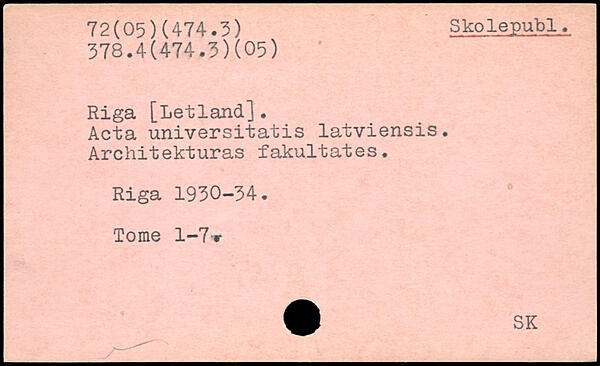 72(05)(474.3)
Skolepubl.
378.4(474.3)(05)
Riga [Letland].
Acta universitatis latviensis.
Architekturas fakultates.
Riga 1930-34.
Tome 1-7.
SK